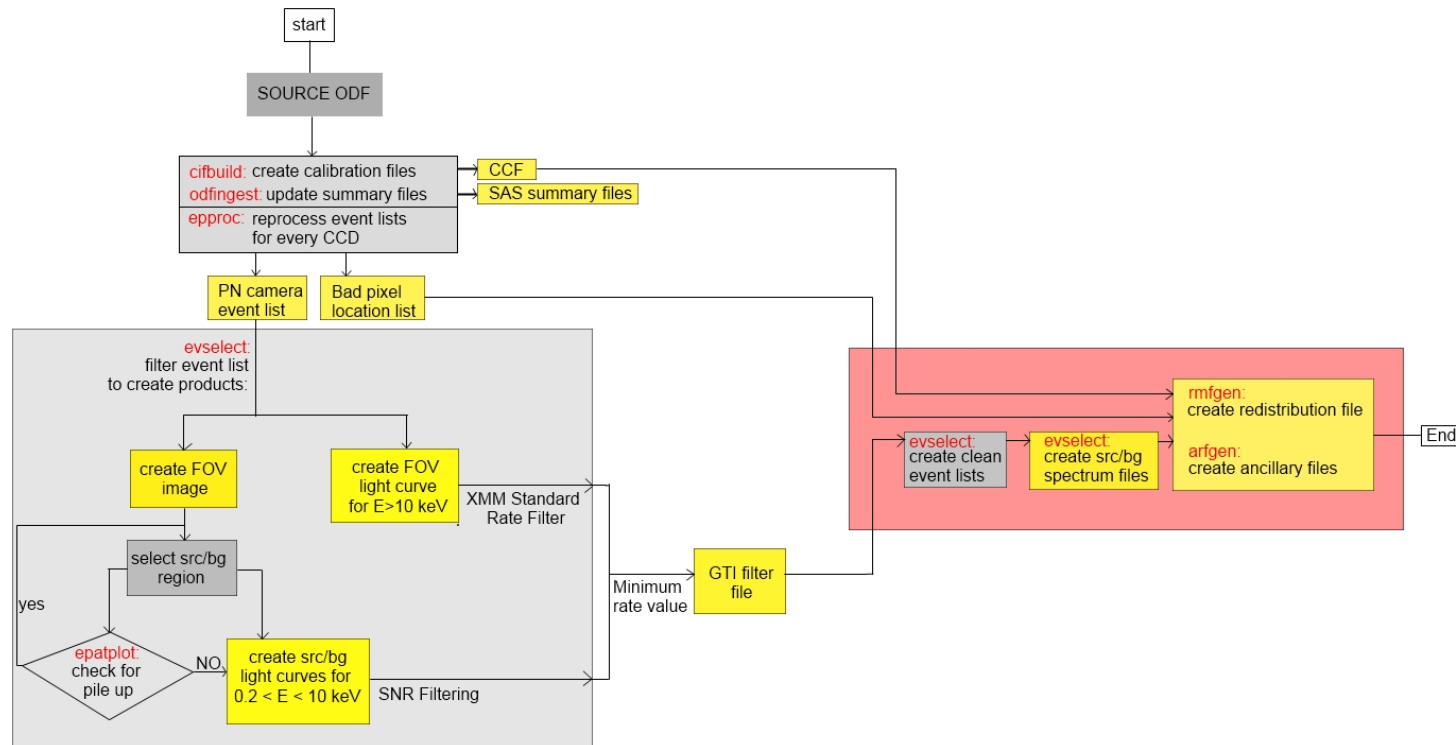 start
SOURCE ODF
cifbuild: create calibration files
odfingest: update summary files
epproc: reprocess event lists
for every CCD
CCF
SAS summary files
PN camera
event list
Bad pixel
location list
evselect:
filter event list
to create products:
create FOV
image
create FOV
light curve
for E>10 keV
XMM Standard
Rate Filter
select src/bg
region
yes
epatplot:
check for
pile up
NO
create src/bg
light curves for
0.2 < E < 10 keV
SNR Filtering
Minimum
rate value
GTI filter
file
evselect:
create clean
event lists
evselect:
create src/bg
spectrum files
rmfgen:
create redistribution file
arfgen:
create ancillary files
End